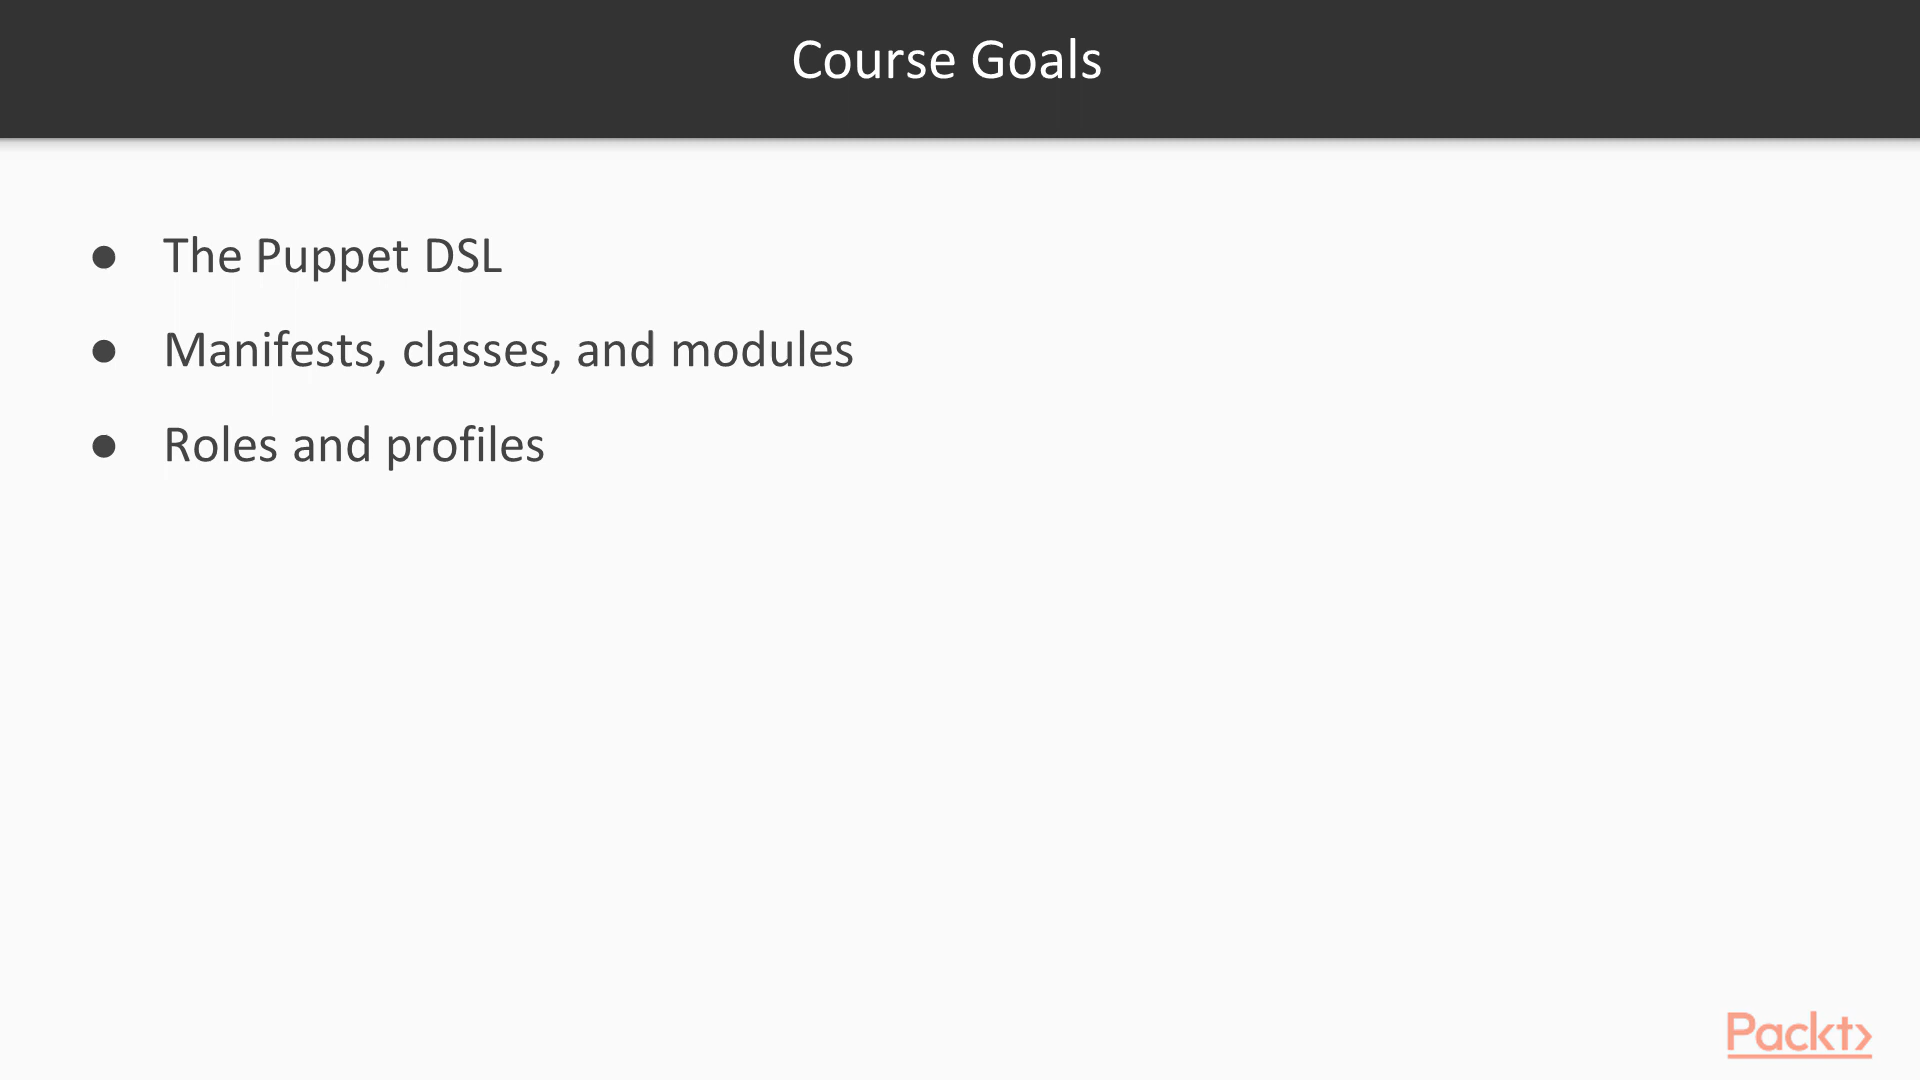 Course Goals
● The Puppet DSL
● Manifests, classes, and modules
● Roles and profiles
Packt>